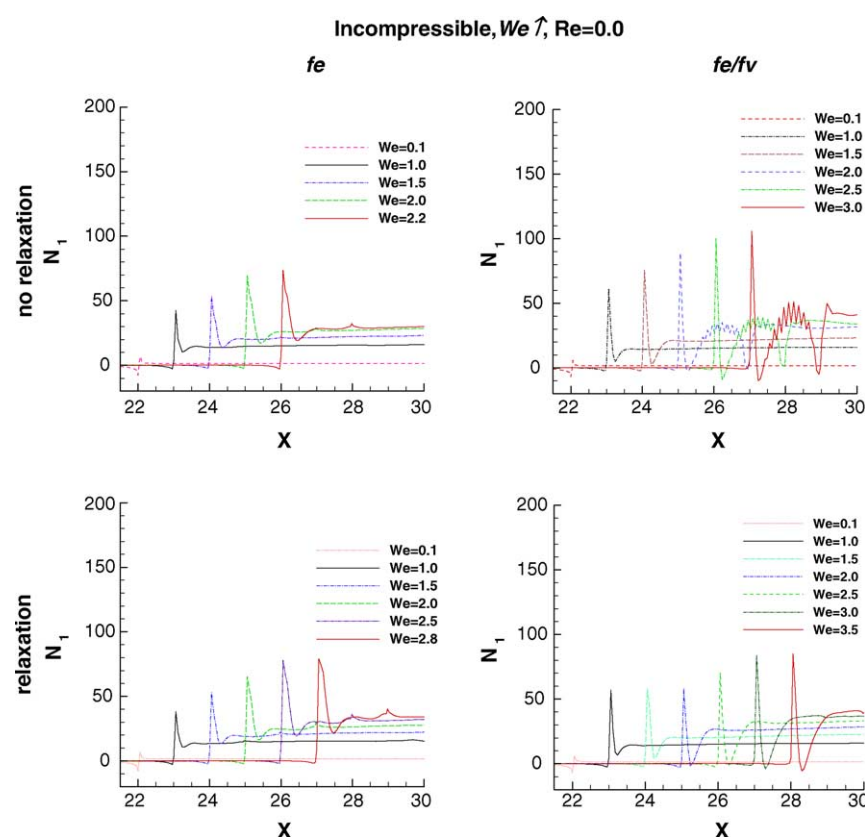 Incompressible, We ↑, Re=0.0
fe
fe/fv
no relaxation
N1
200
150
100
50
0
22 24 26 28 30
X
We=0.1
We=1.0
We=1.5
We=2.0
We=2.2
N1
200
150
100
50
0
22 24 26 28 30
X
We=0.1
We=1.0
We=1.5
We=2.0
We=2.5
We=3.0
relaxation
N1
200
150
100
50
0
22 24 26 28 30
X
We=0.1
We=1.0
We=1.5
We=2.0
We=2.5
We=2.8
N1
200
150
100
50
0
22 24 26 28 30
X
We=0.1
We=1.0
We=1.5
We=2.0
We=2.5
We=3.0
We=3.5